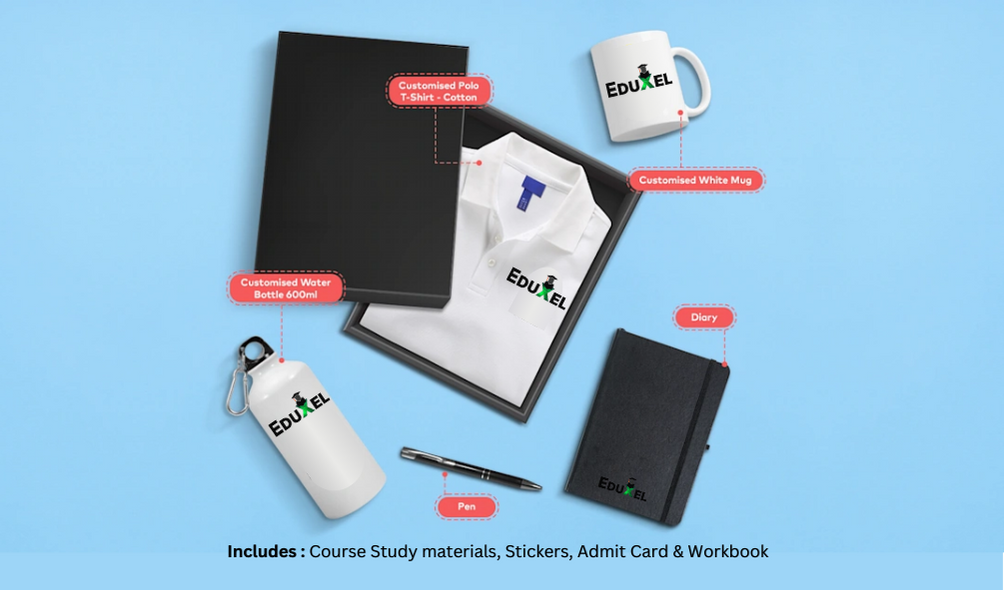 Customised Polo
T-Shirt - Cotton
EDUXEL
Customised White Mug
EDUXEL
Customised Water
Bottle 600ml
Diary
EDUXEL
EDUXEL
Pen
Includes : Course Study materials, Stickers, Admit Card & Workbook